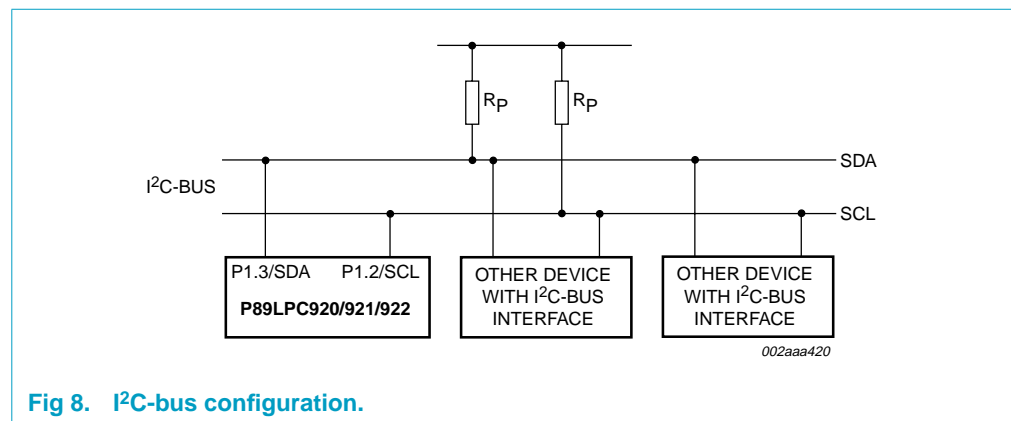 RP RP
SDA
I2C-BUS
SCL
P1.3/SDA P1.2/SCL
P89LPC920/921/922
OTHER DEVICE
WITH I2C-BUS
INTERFACE
OTHER DEVICE
WITH I2C-BUS
INTERFACE
002aaa420
Fig 8. I2C-bus configuration.